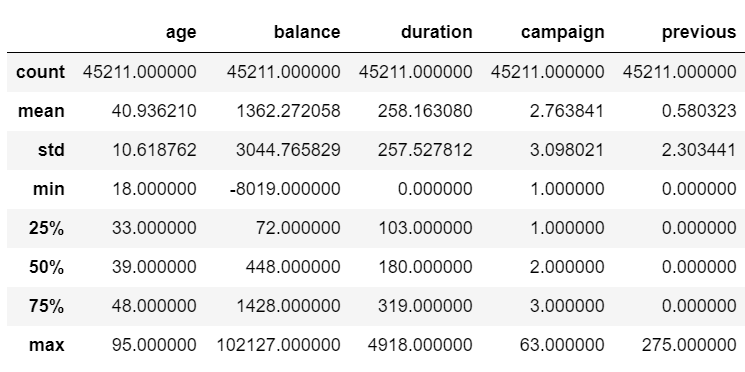 age balance duration campaign previous
count 45211.000000 45211.000000 45211.000000 45211.000000 45211.000000
mean 40.936210 1362.272058 258.163080 2.763841 0.580323
std 10.618762 3044.765829 257.527812 3.098021 2.303441
min 18.000000 -8019.000000 0.000000 1.000000 0.000000
25% 33.000000 72.000000 103.000000 1.000000 0.000000
50% 39.000000 448.000000 180.000000 2.000000 0.000000
75% 48.000000 1428.000000 319.000000 3.000000 0.000000
max 95.000000 102127.000000 4918.000000 63.000000 275.000000